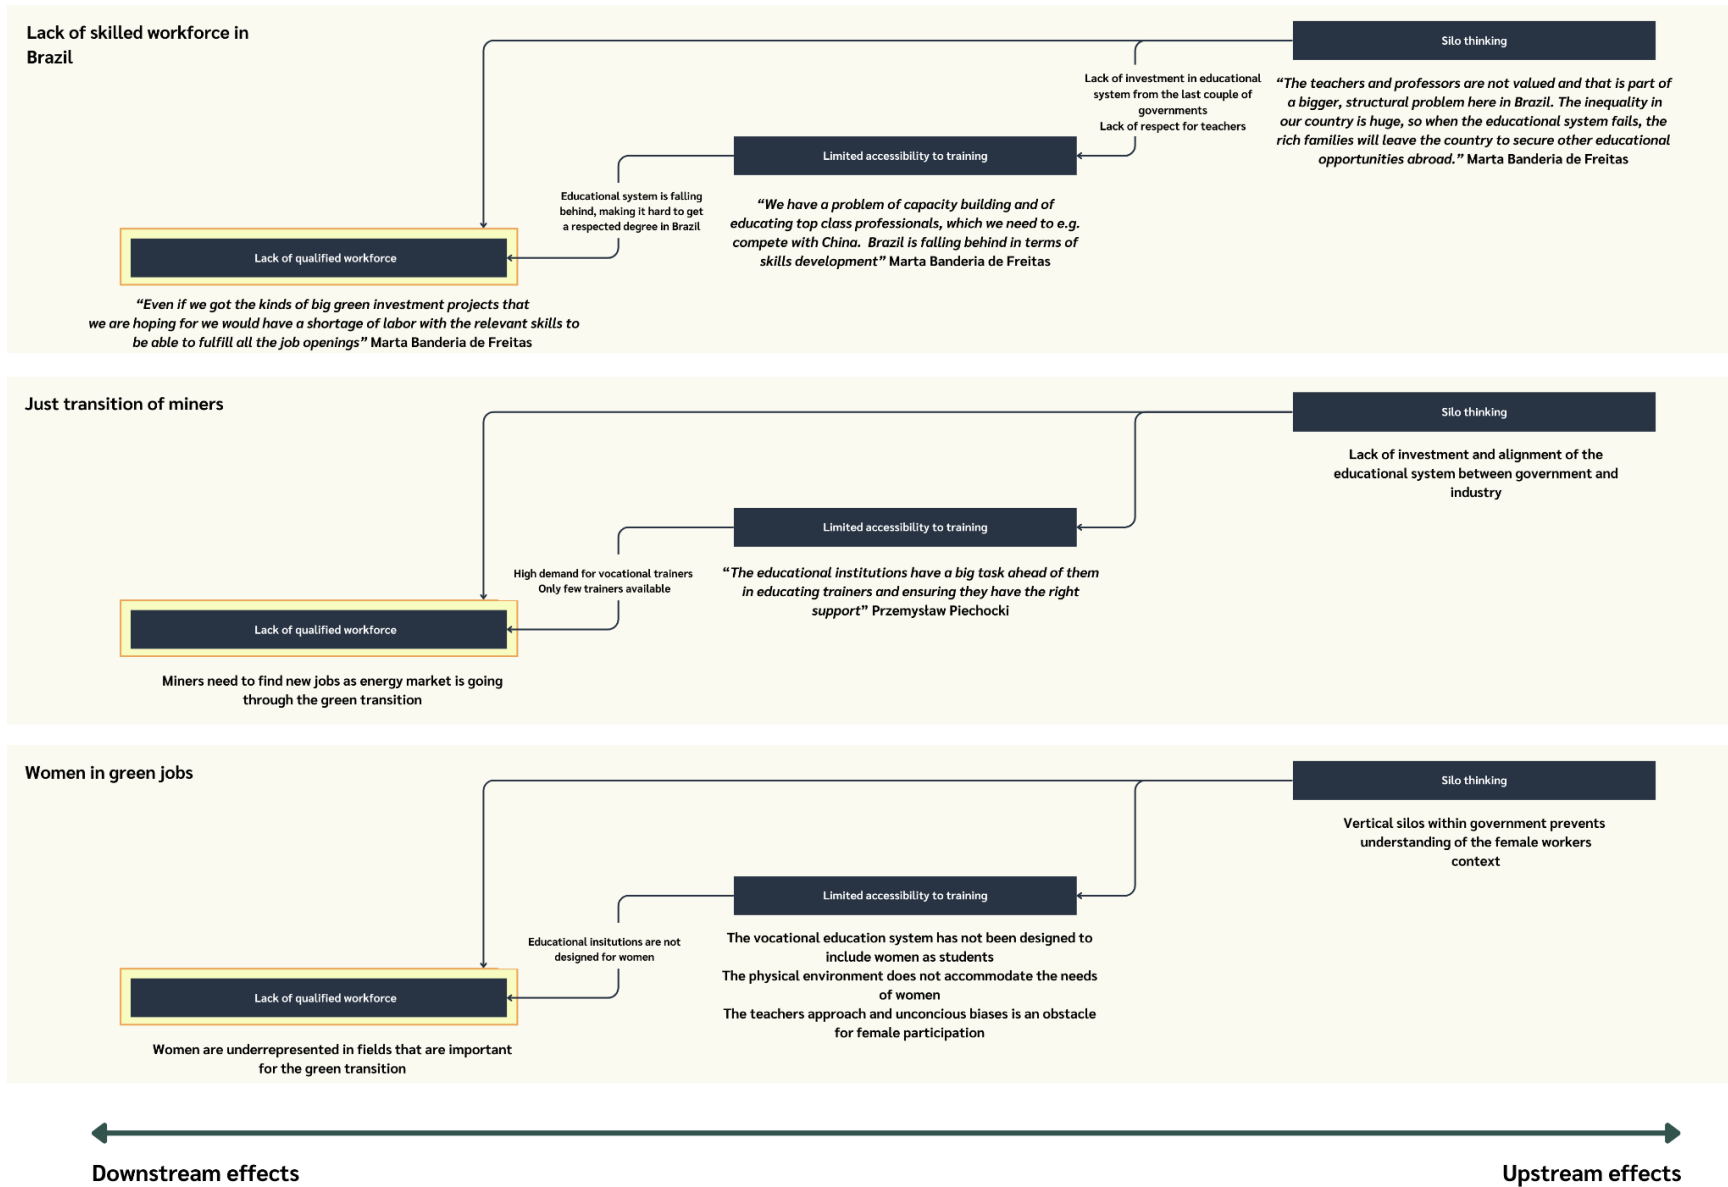 Lack of skilled workforce in
Brazil
Silo thinking
“The teachers and professors are not valued and that is part of
a bigger, structural problem here in Brazil. The inequality in
our country is huge, so when the educational system fails, the
rich families will leave the country to secure other educational
opportunities abroad.” Marta Banderia de Freitas
Lack of investment in educational
system from the last couple of
governments
Lack of respect for teachers
Limited accessibility to training
“We have a problem of capacity building and of
educating top class professionals, which we need to e.g.
compete with China.  Brazil is falling behind in terms of
skills development” Marta Banderia de Freitas
Educational system is falling
behind, making it hard to get
a respected degree in Brazil
Lack of qualified workforce
“Even if we got the kinds of big green investment projects that
we are hoping for we would have a shortage of labor with the relevant skills to
be able to fulfill all the job openings” Marta Banderia de Freitas
Just transition of miners
Silo thinking
Lack of investment and alignment of the
educational system between government and
industry
Limited accessibility to training
“The educational institutions have a big task ahead of them
in educating trainers and ensuring they have the right
support” Przemysław Piechocki
High demand for vocational trainers
Only few trainers available
Lack of qualified workforce
Miners need to find new jobs as energy market is going
through the green transition
Women in green jobs
Silo thinking
Vertical silos within government prevents
understanding of the female workers
context
Limited accessibility to training
The vocational education system has not been designed to
include women as students
The physical environment does not accommodate the needs
of women
The teachers approach and unconcious biases is an obstacle
for female participation
Educational insitutions are not
designed for women
Lack of qualified workforce
Women are underrepresented in fields that are important
for the green transition
Downstream effects
Upstream effects